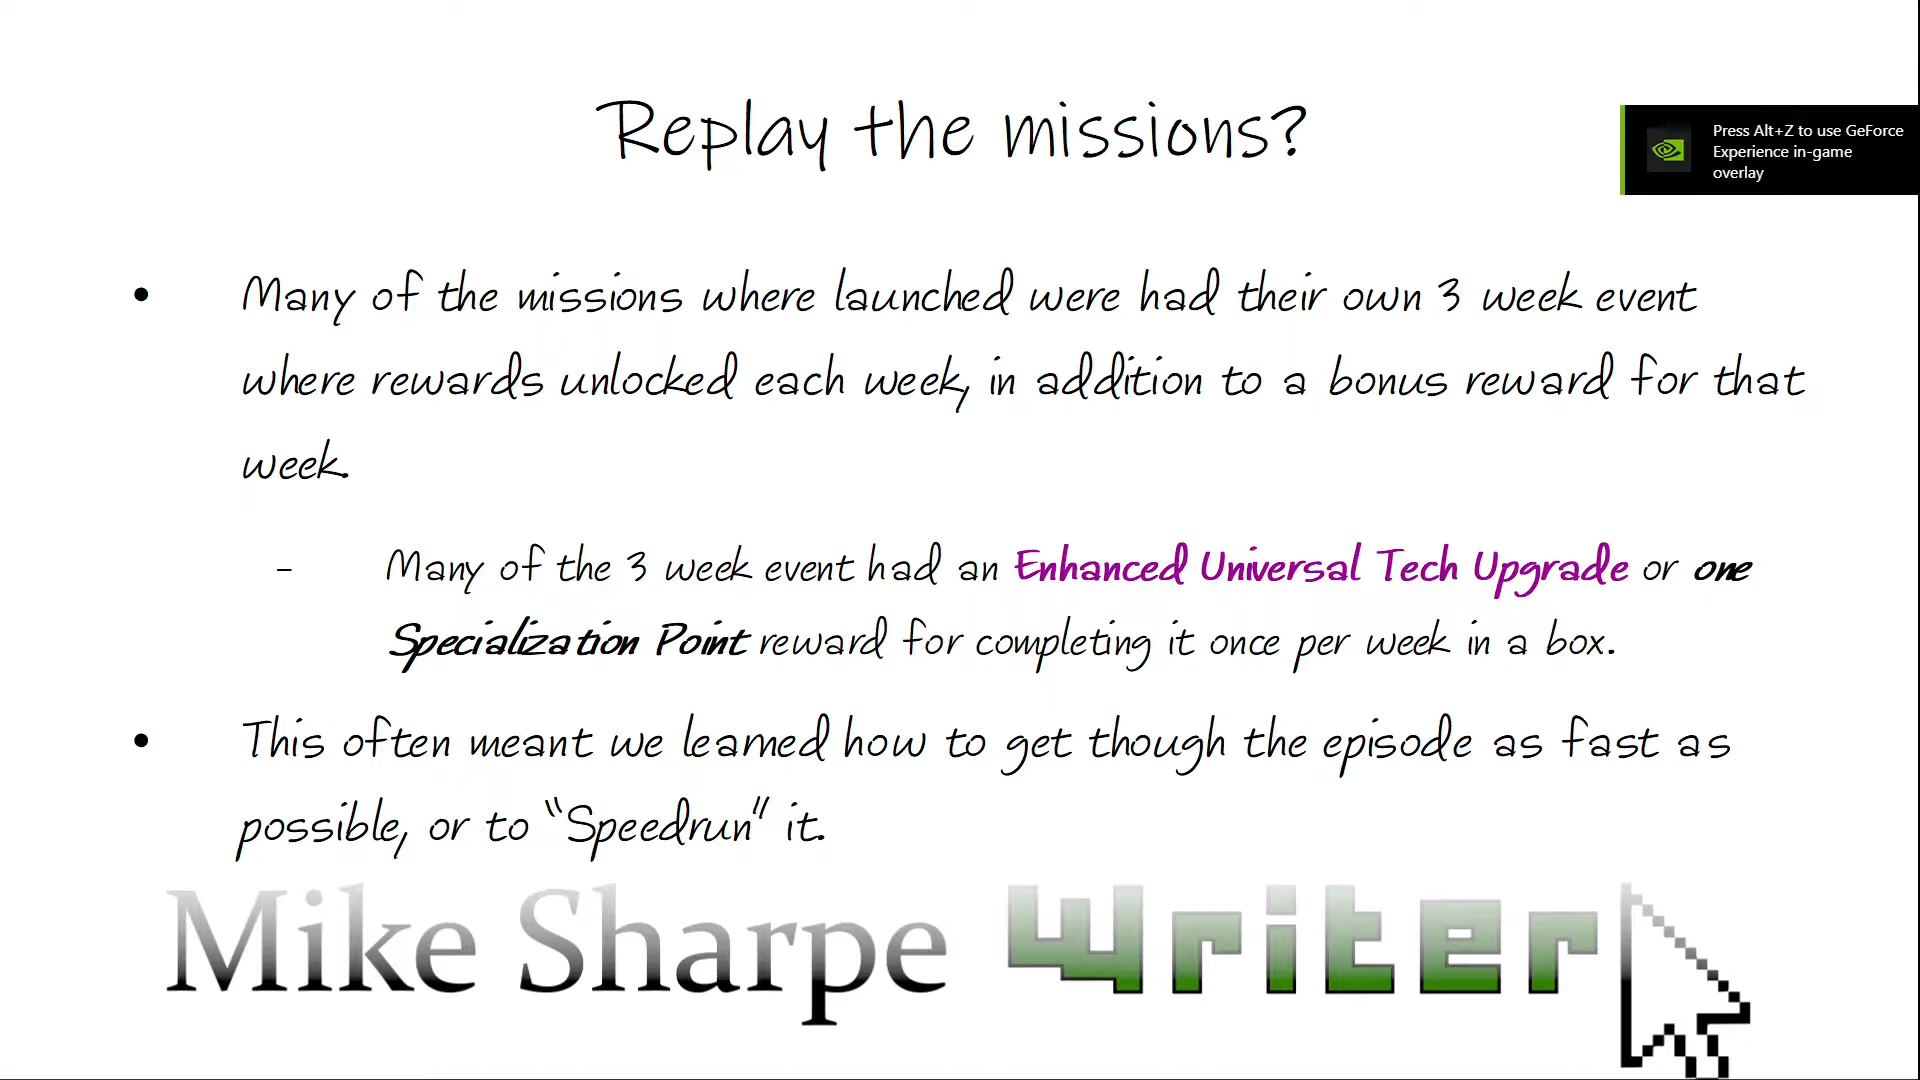 Replay the missions?
Press Alt+Z to use GeForce
Experience in-game
overlay
• Many of the missions where launched were had their own 3 week event
where rewards unlocked each week, in addition to a bonus reward for that
week.
- Many of the 3 week event had an Enhanced Universal Tech Upgrade or one
Specialization Point reward for completing it once per week in a box.
• This often meant we learned how to get though the episode as fast as
possible, or to “Speedrun” it.
Mike Sharpe Writer